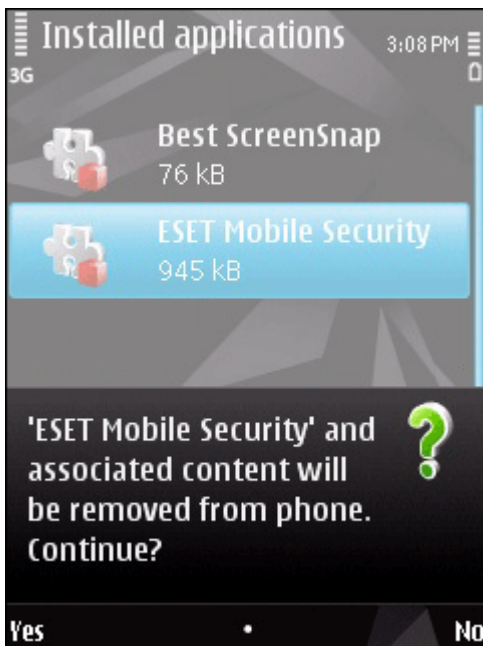 Installed applications
3:08 PM
3G
Best ScreenSnap
76 kB
ESET Mobile Security
945 kB
'ESET Mobile Security' and
associated content will
be removed from phone.
Continue?
Yes
No